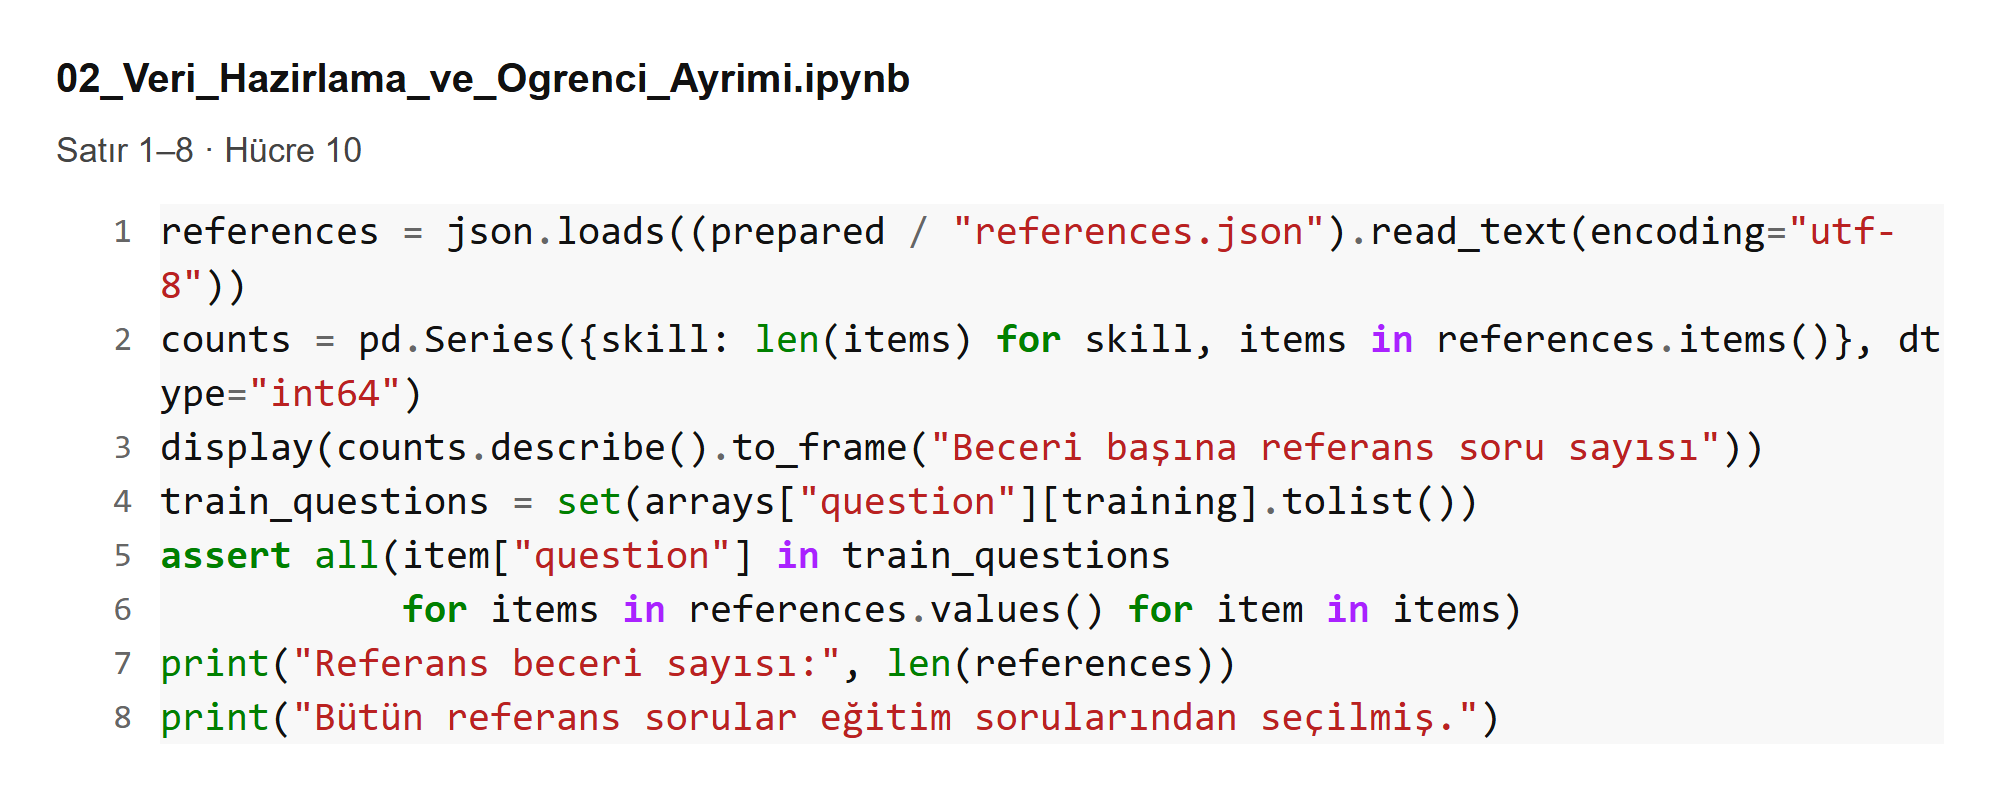 02_Veri_Hazirlama_ve_Ogrenci_Ayrimi.ipynb
Satır 1–8 · Hücre 10
1 references = json.loads((prepared / "references.json").read_text(encoding="utf-
8"))
2 counts = pd.Series({skill: len(items) for skill, items in references.items()}, dt
ype="int64")
3 display(counts.describe().to_frame("Beceri başına referans soru sayısı"))
4 train_questions = set(arrays["question"][training].tolist())
5 assert all(item["question"] in train_questions
6            for items in references.values() for item in items)
7 print("Referans beceri sayısı:", len(references))
8 print("Bütün referans sorular eğitim sorularından seçilmiş.")